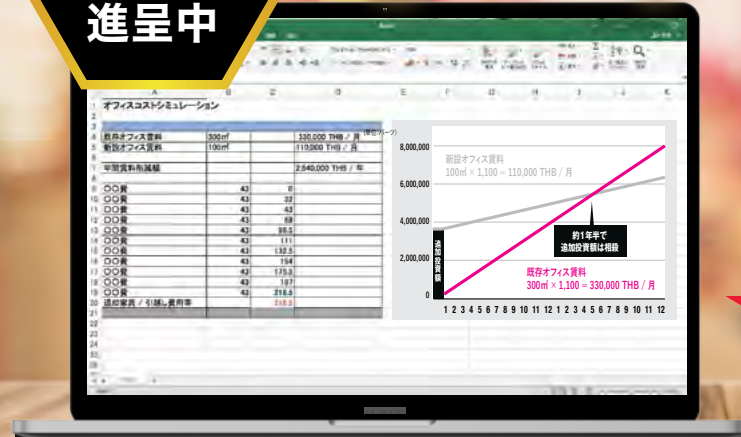 進呈中
オフィスコストシミュレーション
既存オフィス賃料 300㎡ 330,000 THB / 月
新設オフィス賃料 100㎡ 110,000 THB / 月
年間賃料削減額 2,640,000 THB / 年
〇〇費 43 0
〇〇費 43 22
〇〇費 43 43
〇〇費 43 68
〇〇費 43 89.5
〇〇費 43 111
〇〇費 43 132.5
〇〇費 43 154
〇〇費 43 175.5
〇〇費 43 197
〇〇費 43 218.5
追加家具 / 引越し費用等 218.5
(単位:バーツ)
8,000,000
6,000,000
4,000,000
2,000,000
0
新設オフィス賃料
100㎡ × 1,100 = 110,000 THB / 月
約1年半で
追加投資額は相殺
追加投資額
既存オフィス賃料
300㎡ × 1,100 = 330,000 THB / 月
1 2 3 4 5 6 7 8 9 10 11 12 1 2 3 4 5 6 7 8 9 10 11 12